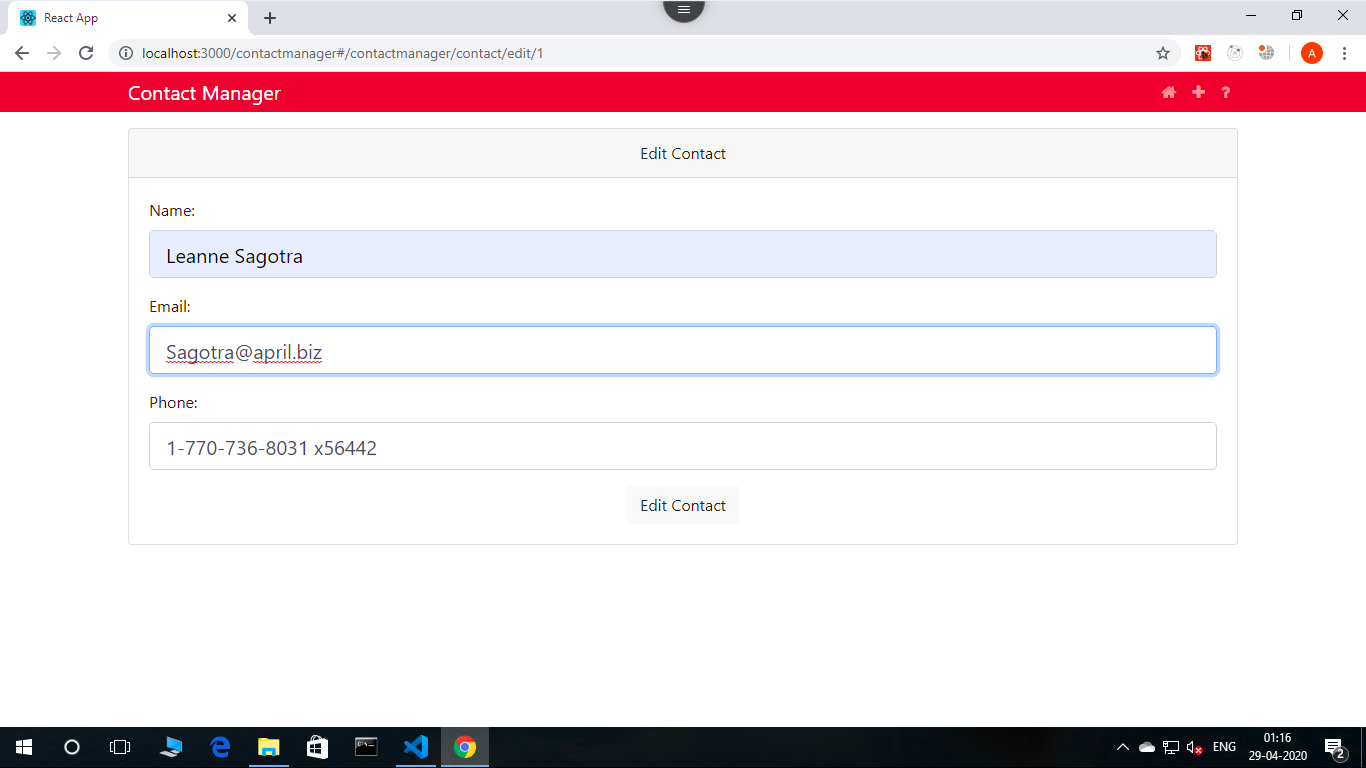 React App
localhost:3000/contactmanager#/contactmanager/contact/edit/1
A
Contact Manager
?
Edit Contact
Name:
Leanne Sagotra
Email:
Sagotra@april.biz
Phone:
1-770-736-8031 x56442
Edit Contact
ENG
01:16
29-04-2020
2